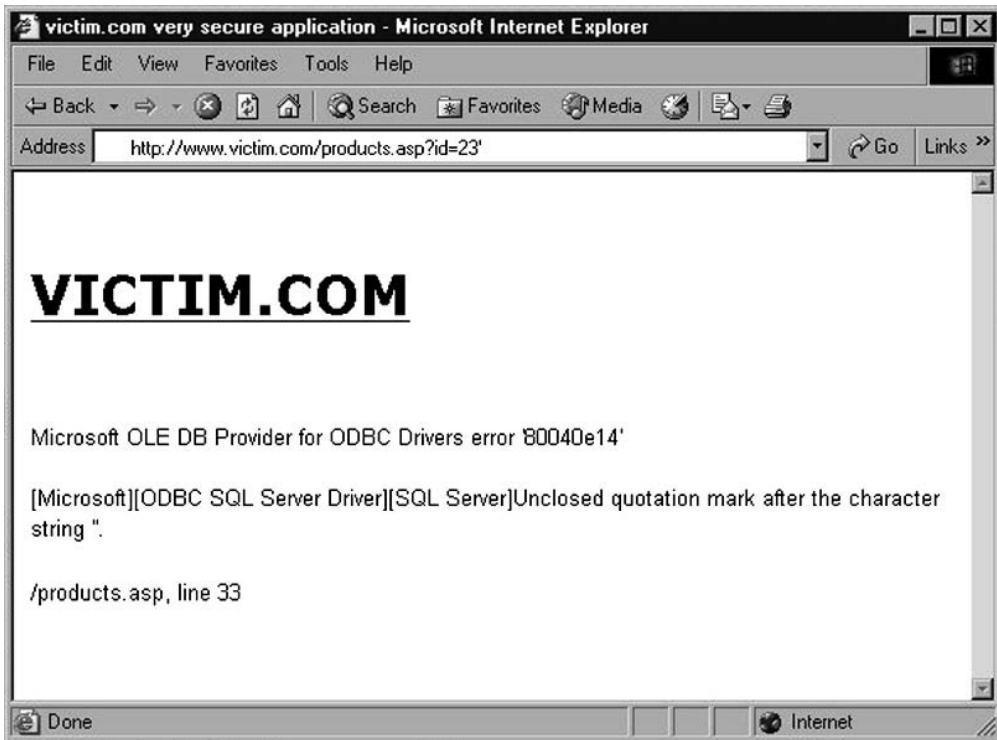 victim.com very secure application - Microsoft Internet Explorer
File Edit View Favorites Tools Help
Back Search Favorites Media
Address http://www.victim.com/products.asp?id=23' Go Links »
VICTIM.COM
Microsoft OLE DB Provider for ODBC Drivers error '80040e14'
[Microsoft][ODBC SQL Server Driver][SQL Server]Unclosed quotation mark after the character
string ''.
/products.asp, line 33
Done Internet